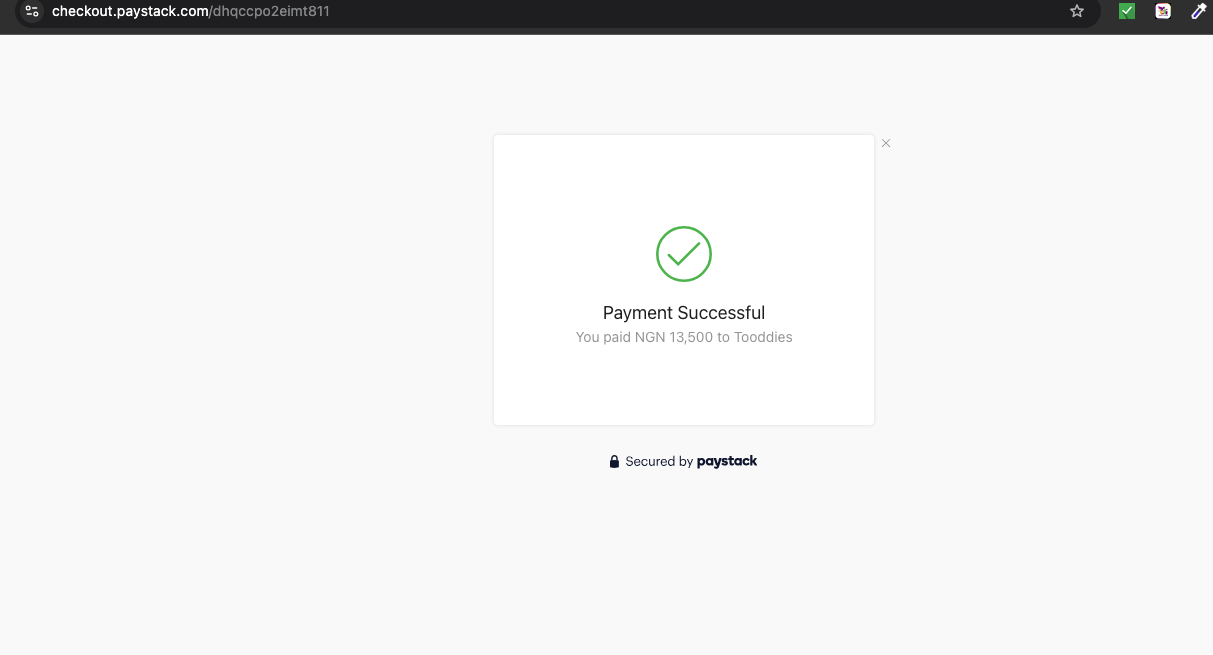 checkout.paystack.com/dhqccpo2eimt811
Payment Successful
You paid NGN 13,500 to Tooddies
Secured by paystack